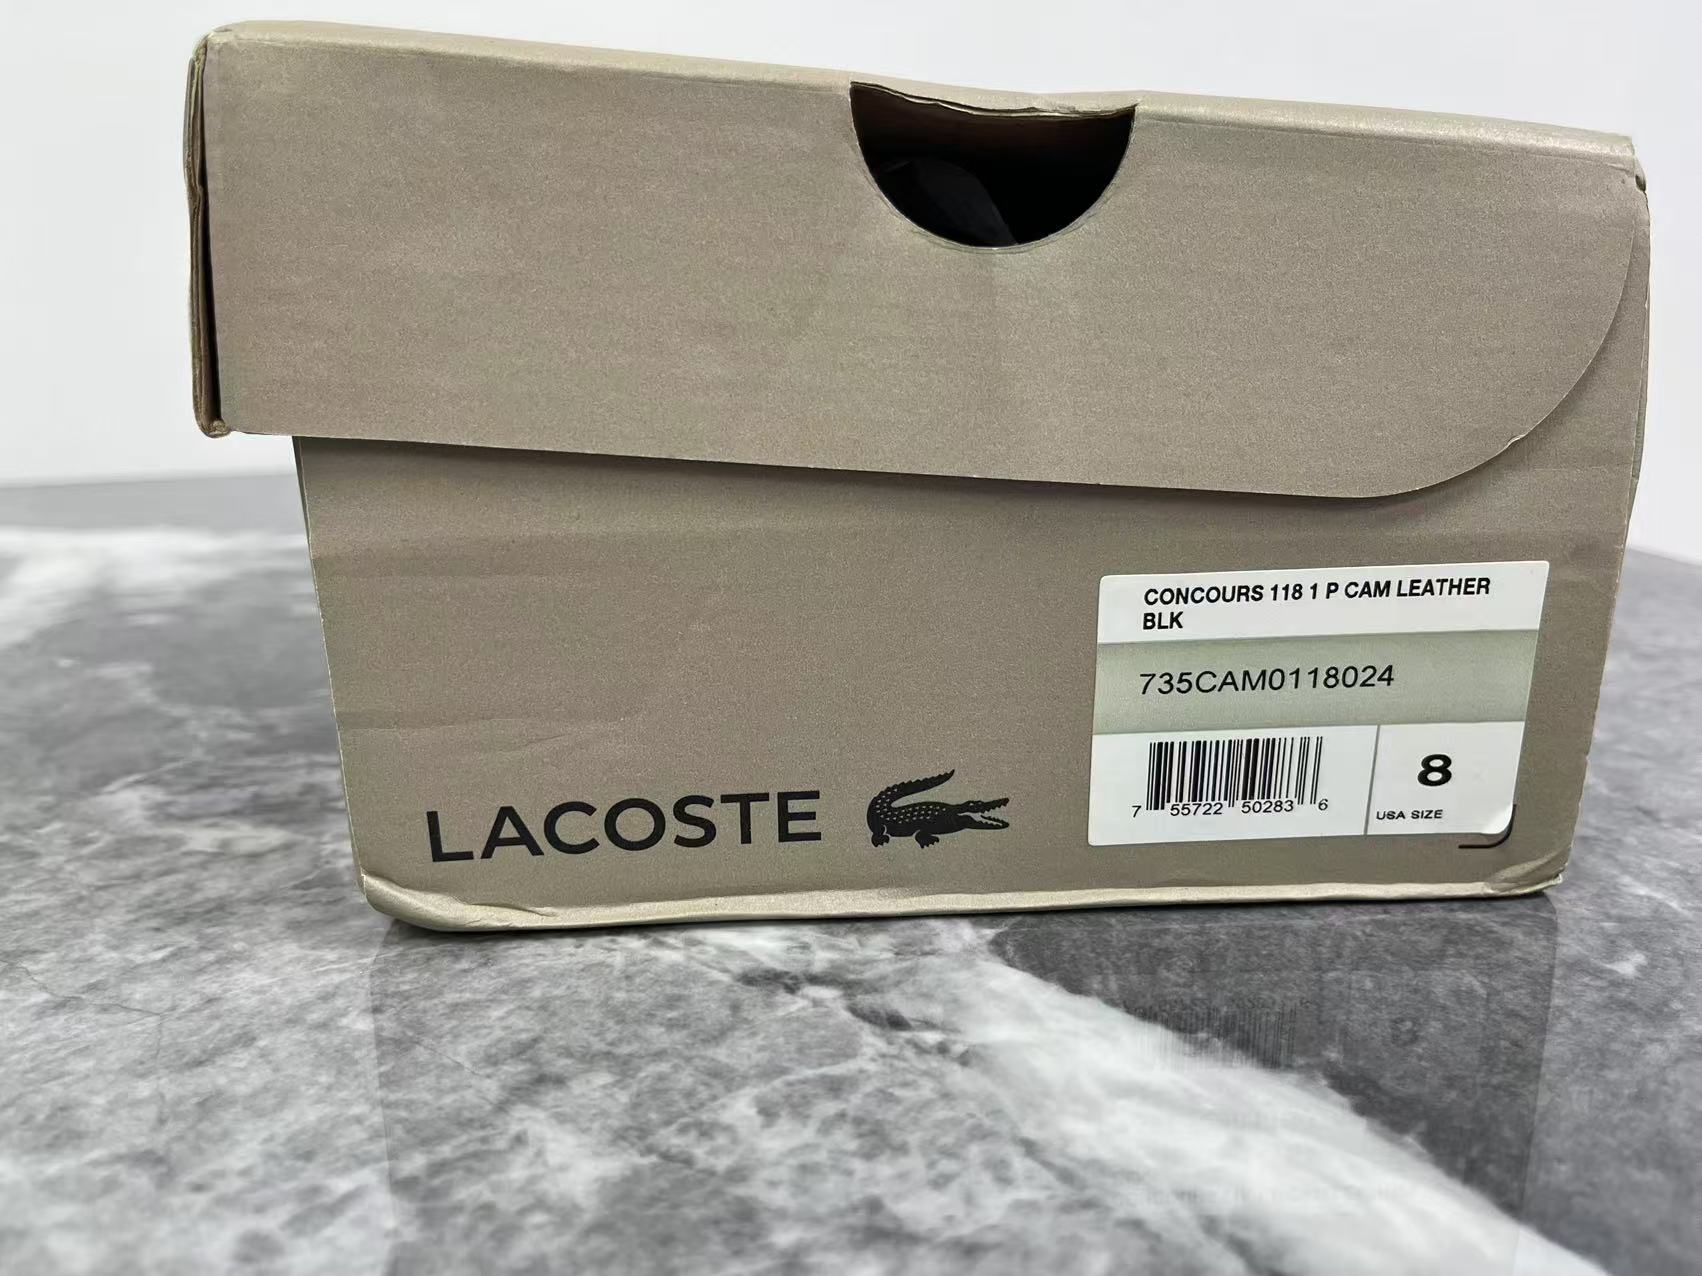 CONCOURS 118 1 P CAM LEATHER
BLK
735CAM0118024
8
7 55722 50283 6
USA SIZE
LACOSTE